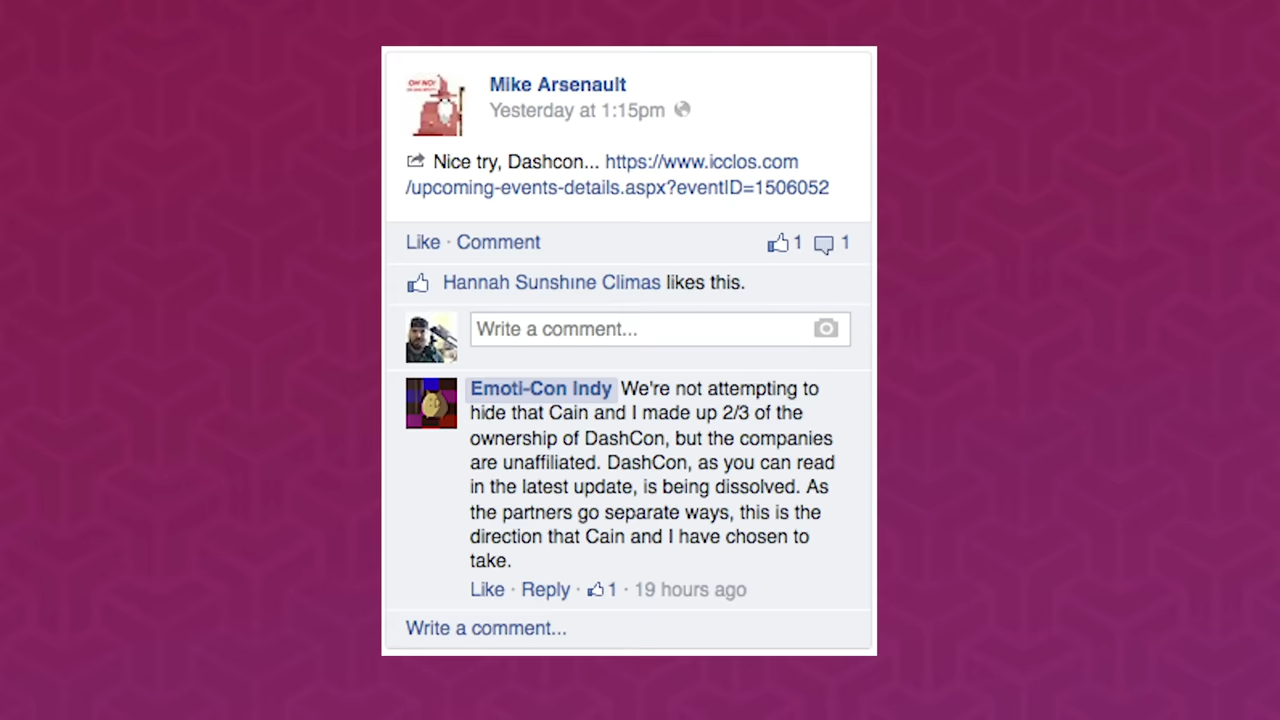 OH NO!
Mike Arsenault
Yesterday at 1:15pm
Nice try, Dashcon... https://www.icclos.com
/upcoming-events-details.aspx?eventID=1506052
Like · Comment
1 1
Hannah Sunshine Climas likes this.
Write a comment...
Emoti-Con Indy We're not attempting to
hide that Cain and I made up 2/3 of the
ownership of DashCon, but the companies
are unaffiliated. DashCon, as you can read
in the latest update, is being dissolved. As
the partners go separate ways, this is the
direction that Cain and I have chosen to
take.
Like · Reply · 1 · 19 hours ago
Write a comment...